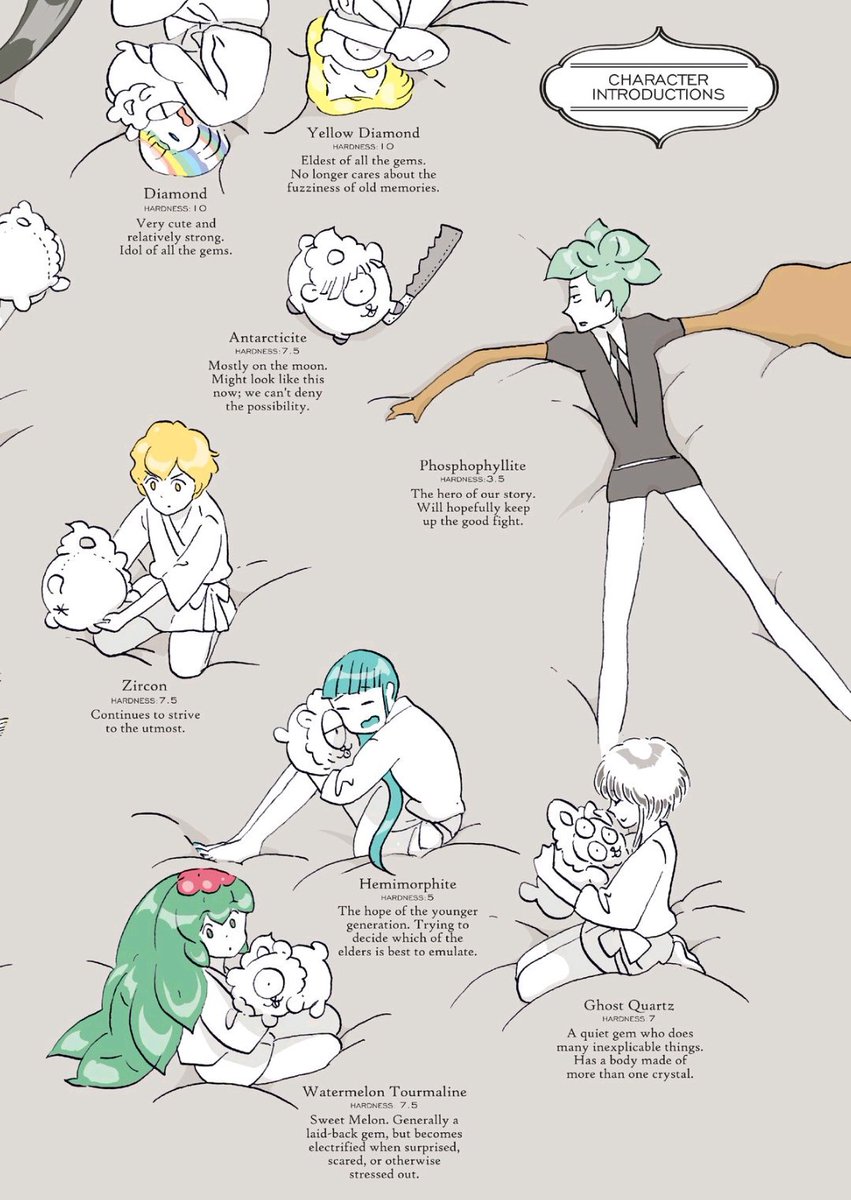 CHARACTER
INTRODUCTIONS
Yellow Diamond
HARDNESS:10
Eldest of all the gems.
No longer cares about the
fuzziness of old memories.
Diamond
HARDNESS:10
Very cute and
relatively strong.
Idol of all the gems.
Antarcticite
HARDNESS:7.5
Mostly on the moon.
Might look like this
now; we can't deny
the possibility.
Phosphophyllite
HARDNESS:3.5
The hero of our story.
Will hopefully keep
up the good fight.
Zircon
HARDNESS:7.5
Continues to strive
to the utmost.
Hemimorphite
HARDNESS:5
The hope of the younger
generation. Trying to
decide which of the
elders is best to emulate.
Ghost Quartz
HARDNESS: 7
A quiet gem who does
many inexplicable things.
Has a body made of
more than one crystal.
Watermelon Tourmaline
HARDNESS: 7.5
Sweet Melon. Generally a
laid-back gem, but becomes
electrified when surprised,
scared, or otherwise
stressed out.